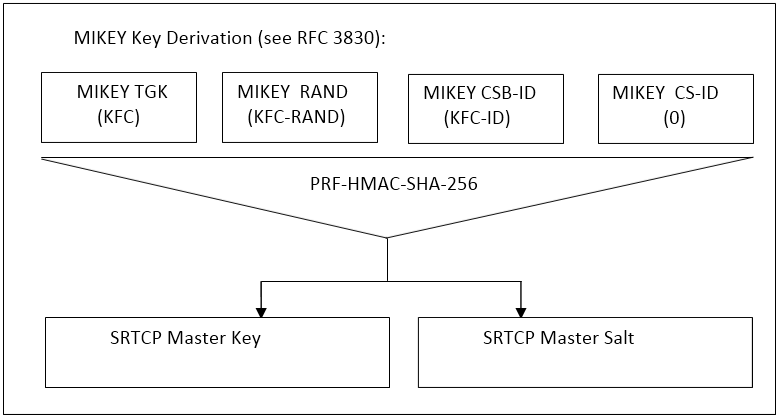 MIKEY Key Derivation (see RFC 3830):
MIKEY TGK
(KFC)
MIKEY RAND
(KFC-RAND)
MIKEY CSB-ID
(KFC-ID)
MIKEY CS-ID
(0)
PRF-HMAC-SHA-256
SRTCP Master Key
SRTCP Master Salt